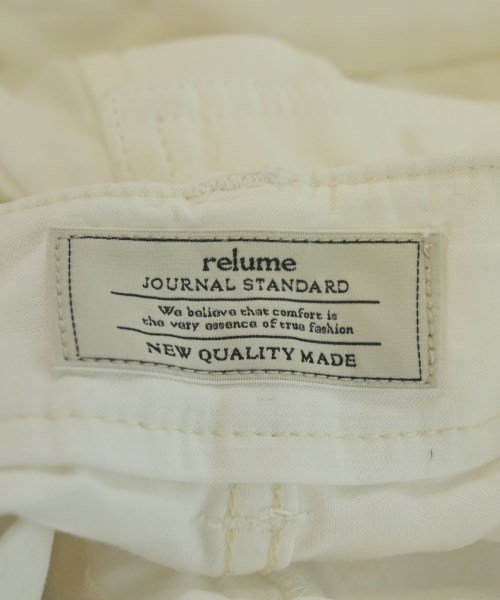 relume
JOURNAL STANDARD
We believe that comfort is
the very essence of true fashion
NEW QUALITY MADE